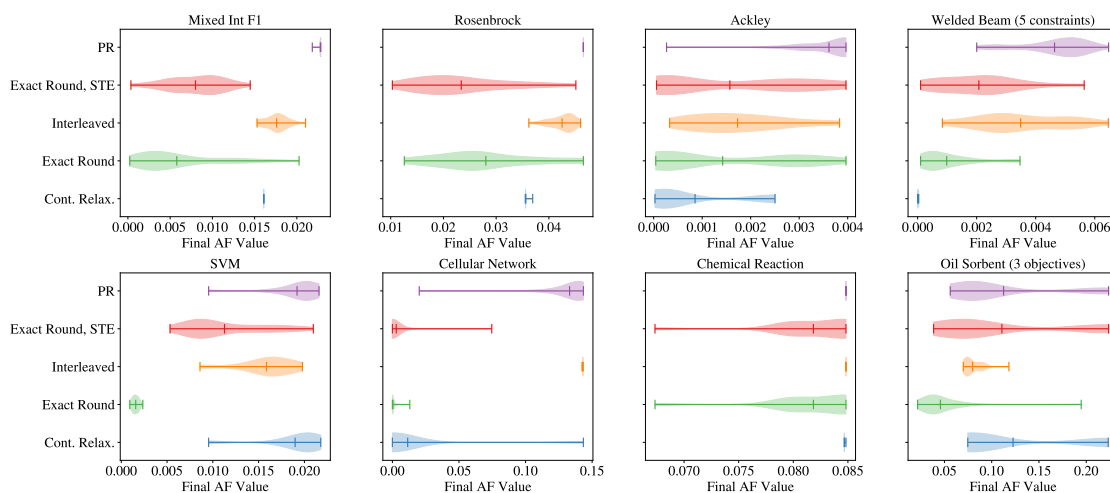 Mixed Int F1
Rosenbrock
Ackley
Welded Beam (5 constraints)
PR
Exact Round, STE
Interleaved
Exact Round
Cont. Relax.
0.000 0.005 0.010 0.015 0.020
0.01 0.02 0.03 0.04
0.000 0.001 0.002 0.003 0.004
0.000 0.002 0.004 0.006
Final AF Value
Final AF Value
Final AF Value
Final AF Value
SVM
Cellular Network
Chemical Reaction
Oil Sorbent (3 objectives)
PR
Exact Round, STE
Interleaved
Exact Round
Cont. Relax.
0.000 0.005 0.010 0.015 0.020
0.00 0.05 0.10 0.15
0.070 0.075 0.080 0.085
0.05 0.10 0.15 0.20
Final AF Value
Final AF Value
Final AF Value
Final AF Value